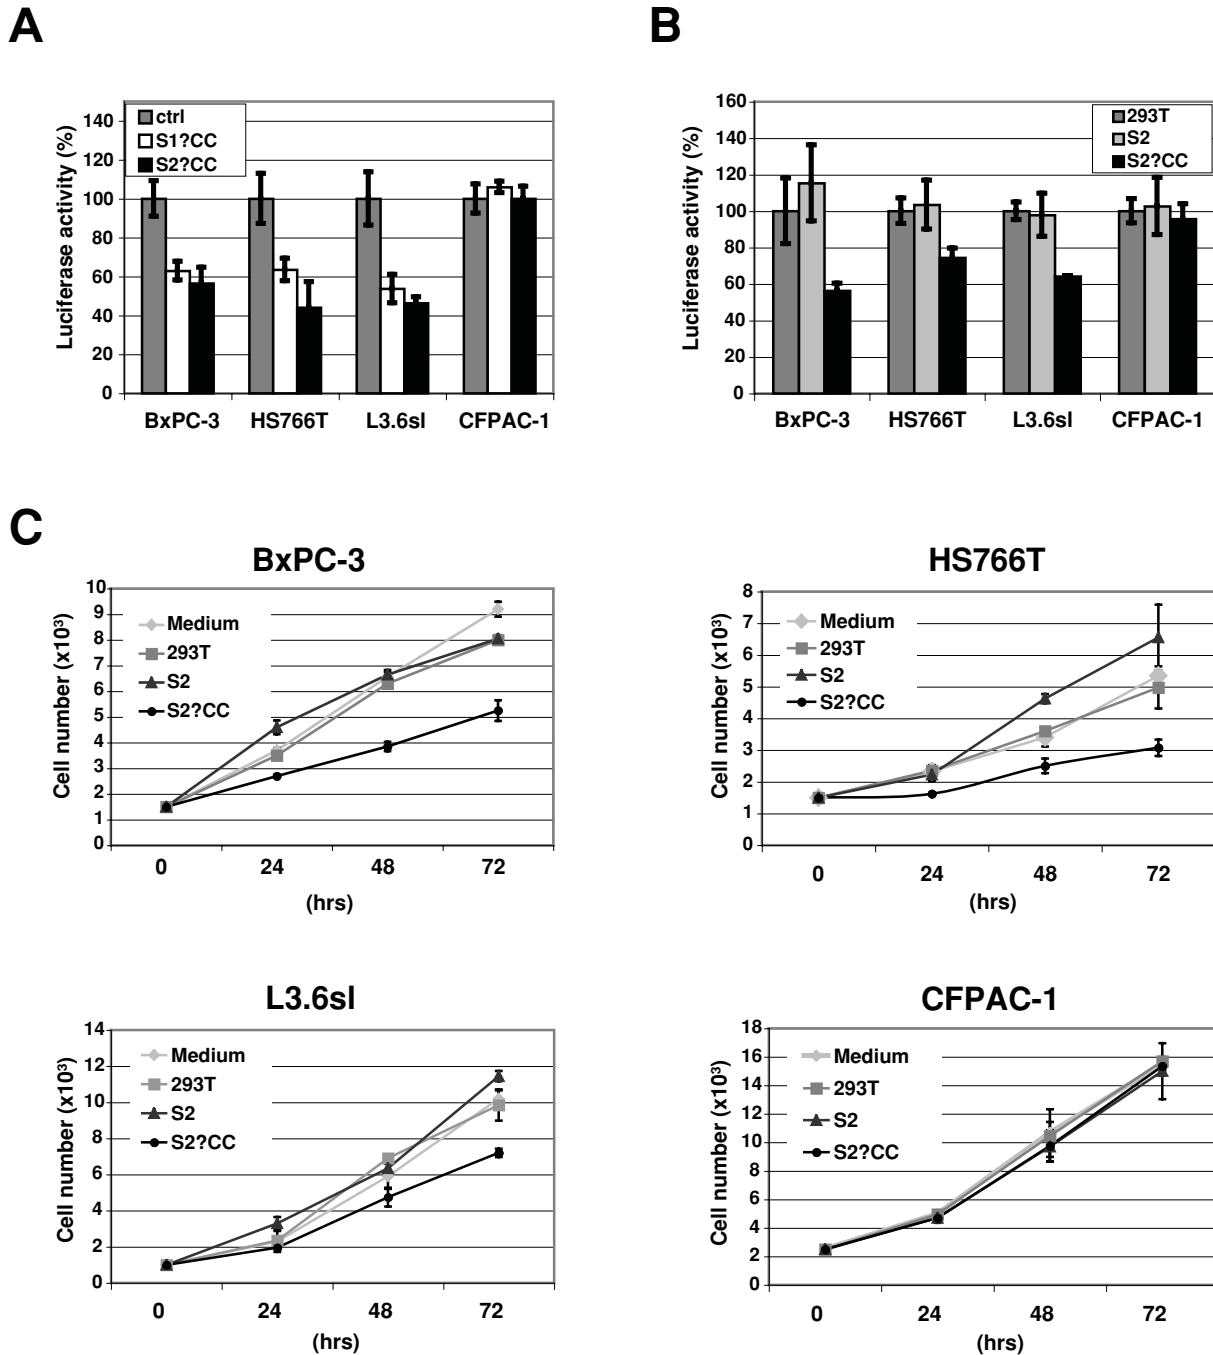 A
Luciferase activity (%)
140
120
100
80
60
40
20
0
ctrl
S1?CC
S2?CC
BxPC-3 HS766T L3.6sl CFPAC-1
B
Luciferase activity (%)
160
140
120
100
80
60
40
20
0
293T
S2
S2?CC
BxPC-3 HS766T L3.6sl CFPAC-1
C
BxPC-3
Cell number (x10³)
10
9
8
7
6
5
4
3
2
1
0
Medium
293T
S2
S2?CC
0 24 48 72
(hrs)
HS766T
Cell number (x10³)
8
7
6
5
4
3
2
1
0
Medium
293T
S2
S2?CC
0 24 48 72
(hrs)
L3.6sl
Cell number (x10³)
14
12
10
8
6
4
2
0
Medium
293T
S2
S2?CC
0 24 48 72
(hrs)
CFPAC-1
Cell number (x10³)
18
16
14
12
10
8
6
4
2
0
Medium
293T
S2
S2?CC
0 24 48 72
(hrs)